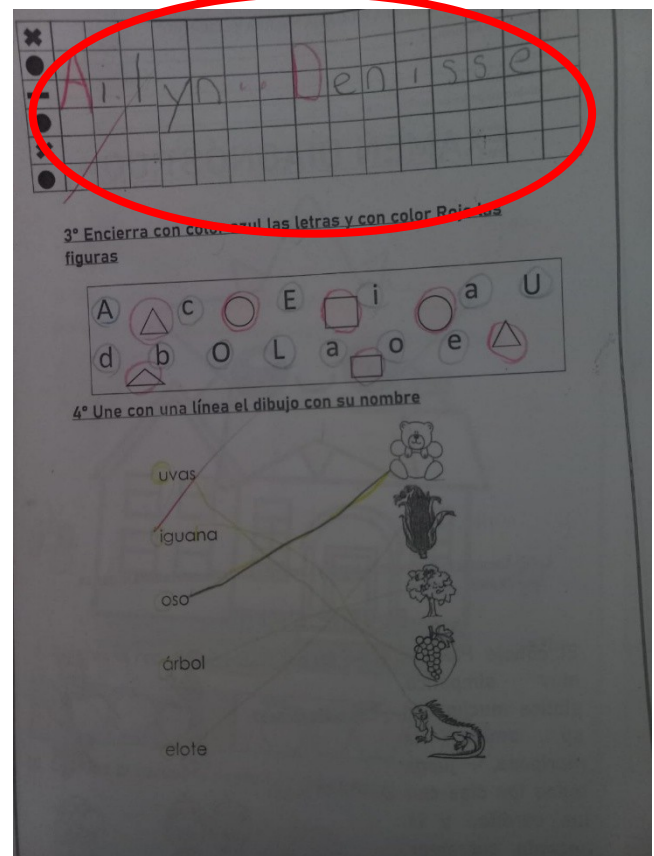 Ailyn Denisse
3° Encierra con color azul las letras y con color Rojo las
figuras
A c E i a U
d b O L a o e
4° Une con una línea el dibujo con su nombre
uvas
iguana
oso
árbol
elote